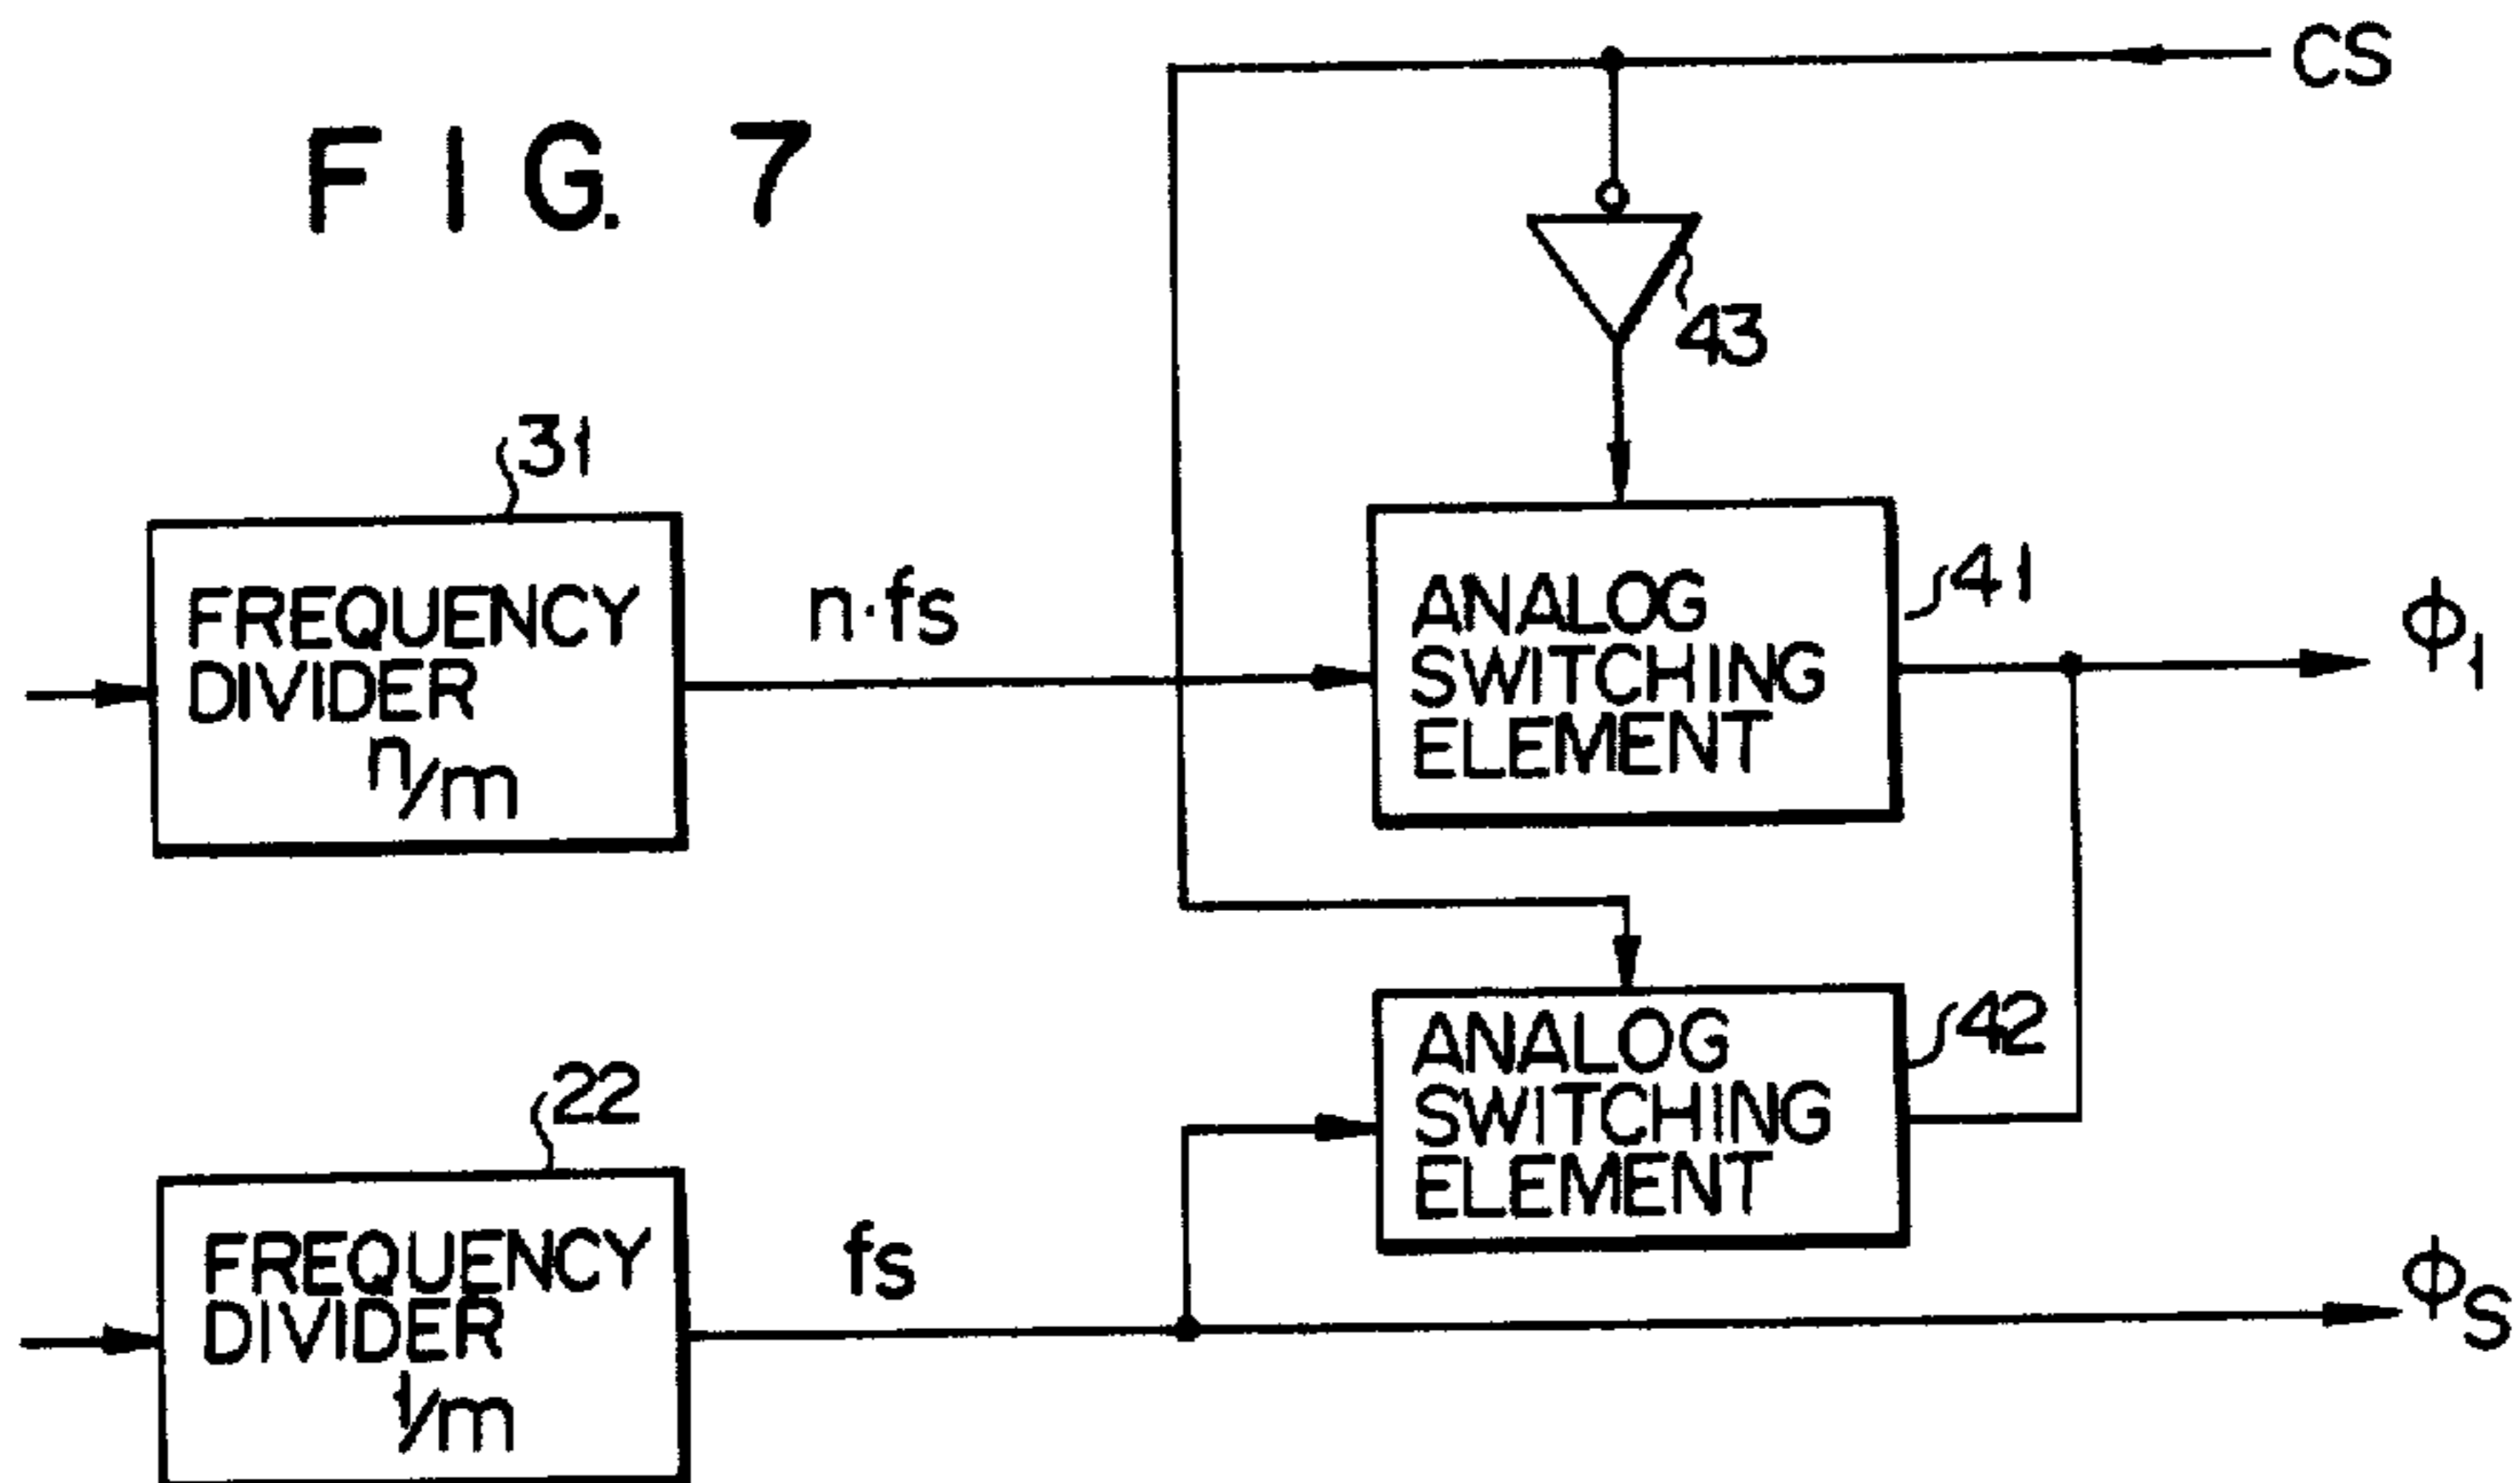 CS
FIG. 7
43
31
FREQUENCY
DIVIDER
n/m
n·fs
ANALOG
SWITCHING
ELEMENT
41
ϕ1
22
FREQUENCY
DIVIDER
1/m
fs
ANALOG
SWITCHING
ELEMENT
42
ϕS